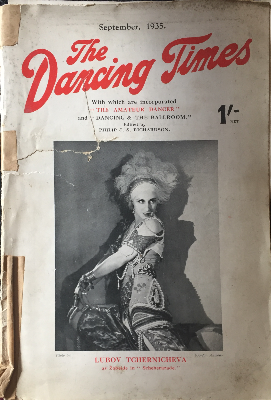 September, 1935.
The
Dancing Times
With which are incorporated
"THE AMATEUR DANCER"
and "DANCING & THE BALLROOM."
Edited by
PHILIP J. S. RICHARDSON.
1/-
NET
LUBOV TCHERNICHEVA
as Zobeide in "Scheherazade."